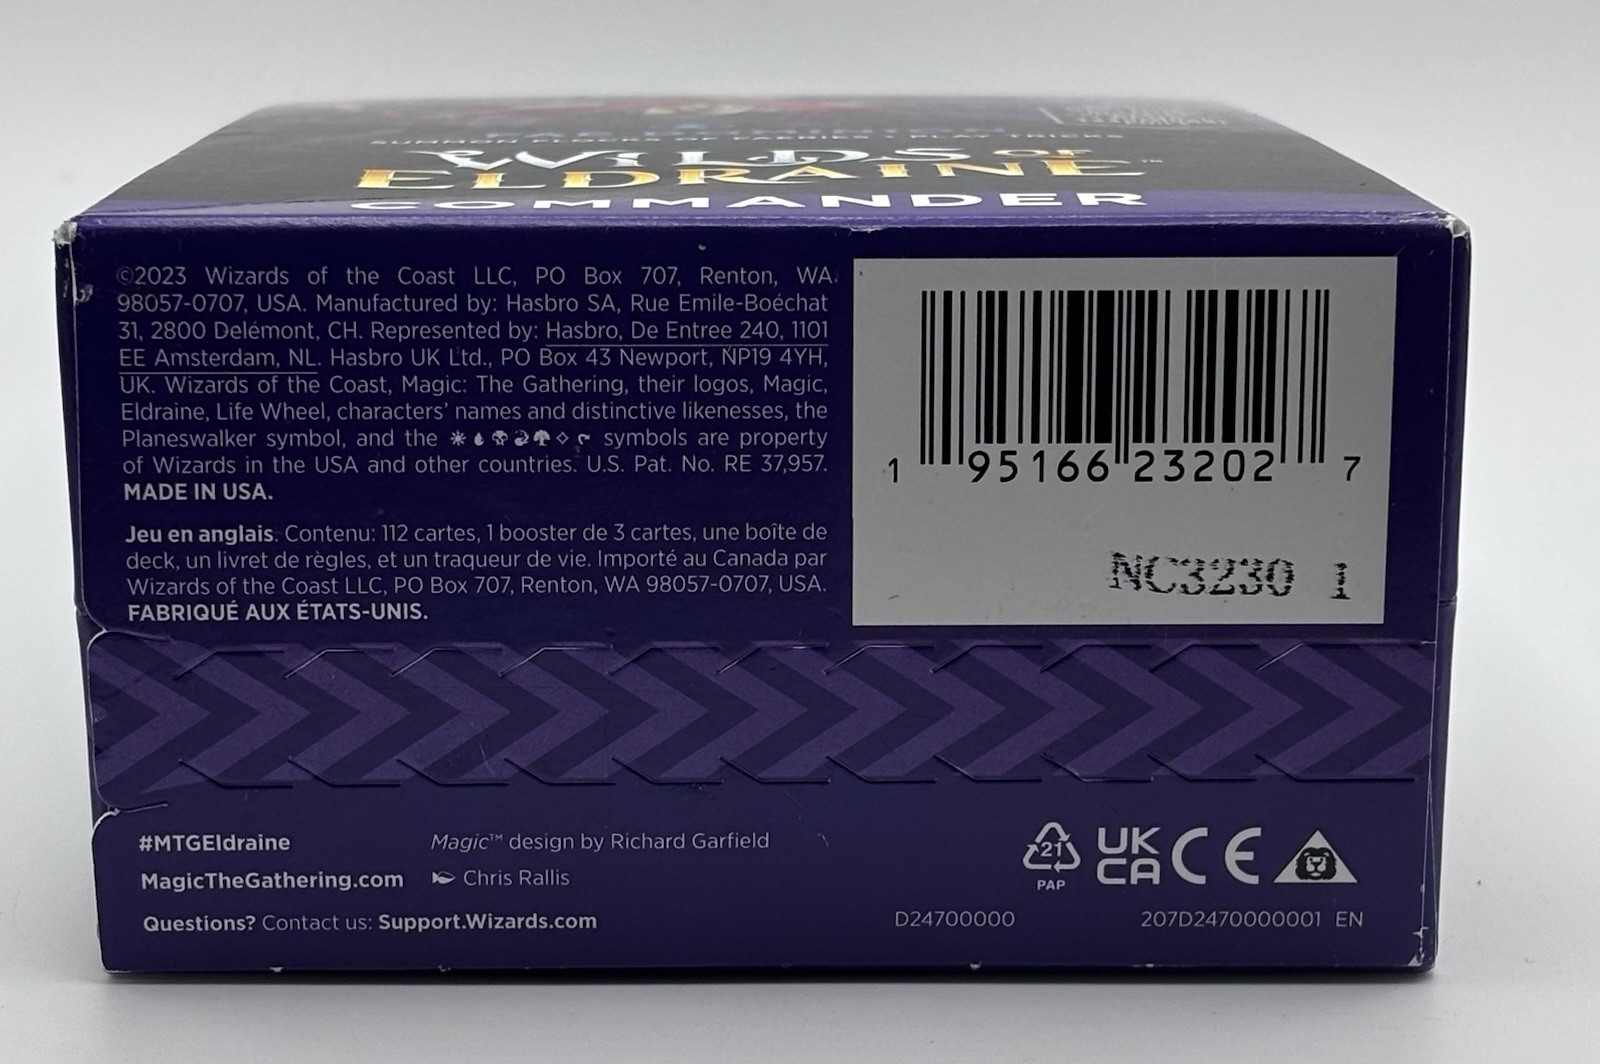 SUMMON FLOCKS OF FAERIES & PLAY TRICKS
WILDS OF
ELDRAINE™
COMMANDER
©2023 Wizards of the Coast LLC, PO Box 707, Renton, WA
98057-0707, USA. Manufactured by: Hasbro SA, Rue Emile-Boéchat
31, 2800 Delémont, CH. Represented by: Hasbro, De Entree 240, 1101
EE Amsterdam, NL. Hasbro UK Ltd., PO Box 43 Newport, NP19 4YH,
UK. Wizards of the Coast, Magic: The Gathering, their logos, Magic,
Eldraine, Life Wheel, characters’ names and distinctive likenesses, the
Planeswalker symbol, and the symbols are property
of Wizards in the USA and other countries. U.S. Pat. No. RE 37,957.
MADE IN USA.
Jeu en anglais. Contenu: 112 cartes, 1 booster de 3 cartes, une boîte de
deck, un livret de règles, et un traqueur de vie. Importé au Canada par
Wizards of the Coast LLC, PO Box 707, Renton, WA 98057-0707, USA.
FABRIQUÉ AUX ÉTATS-UNIS.
1 95166 23202 7
NC3230 1
#MTGEldraine
Magic™ design by Richard Garfield
MagicTheGathering.com
Chris Rallis
Questions? Contact us: Support.Wizards.com
21
PAP
UK
CA
CE
D24700000
207D2470000001 EN